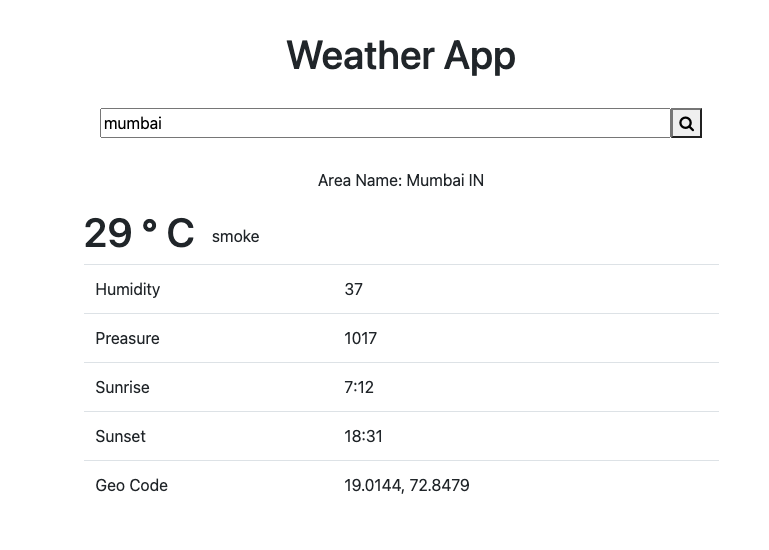 Weather App
mumbai
Area Name: Mumbai IN
29 ° C smoke
Humidity 37
Preasure 1017
Sunrise 7:12
Sunset 18:31
Geo Code 19.0144, 72.8479